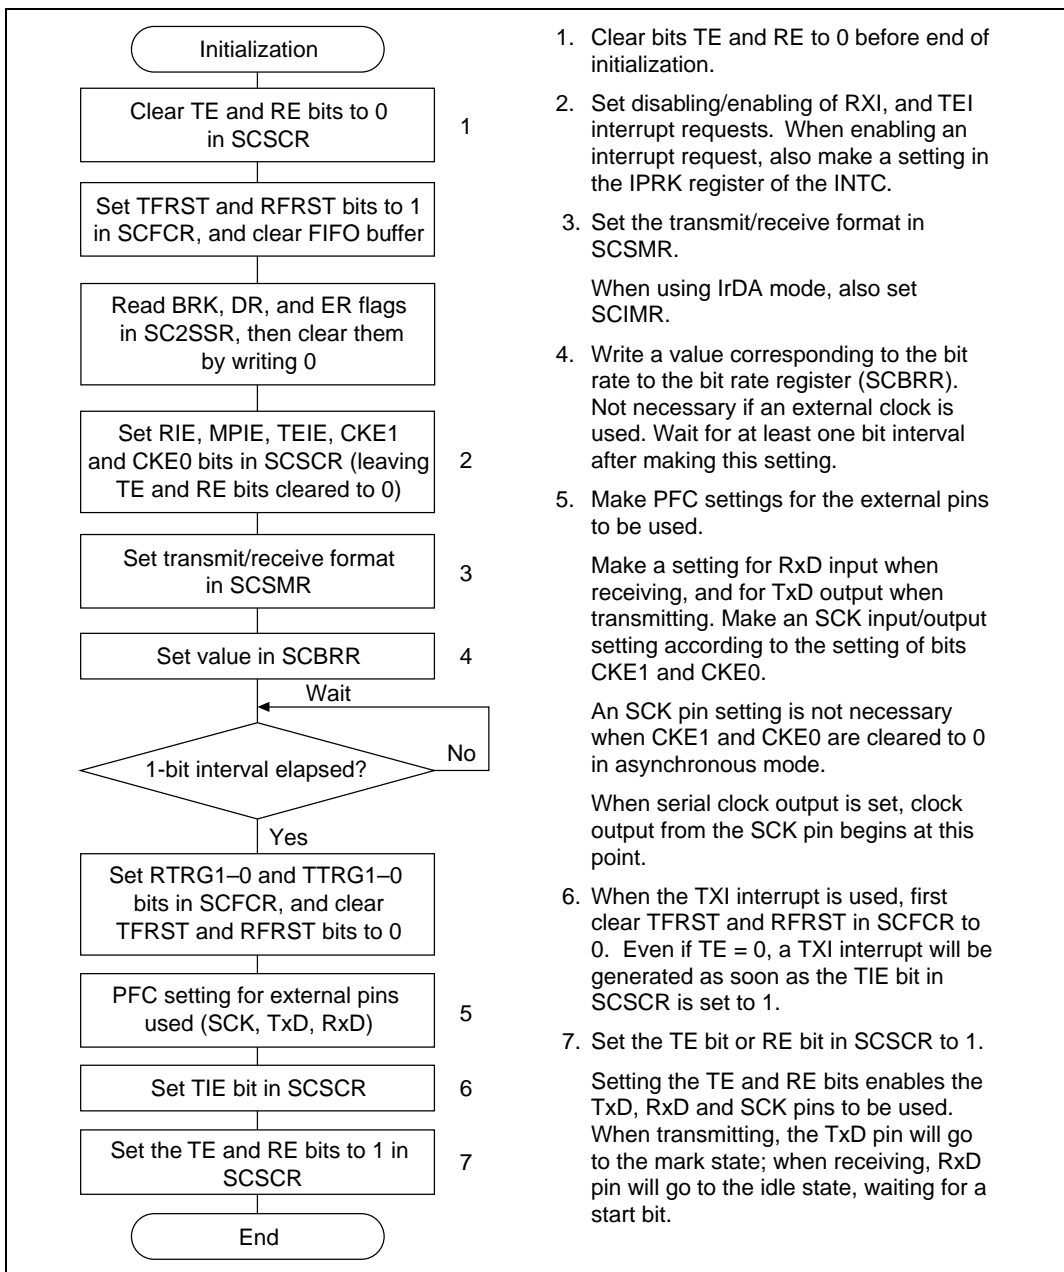 Initialization
Clear TE and RE bits to 0
in SCSCR
1
Set TFRST and RFRST bits to 1
in SCFCR, and clear FIFO buffer
Read BRK, DR, and ER flags
in SC2SSR, then clear them
by writing 0
Set RIE, MPIE, TEIE, CKE1
and CKE0 bits in SCSCR (leaving
TE and RE bits cleared to 0)
2
Set transmit/receive format
in SCSMR
3
Set value in SCBRR
4
Wait
1-bit interval elapsed?
No
Yes
Set RTRG1–0 and TTRG1–0
bits in SCFCR, and clear
TFRST and RFRST bits to 0
PFC setting for external pins
used (SCK, TxD, RxD)
5
Set TIE bit in SCSCR
6
Set the TE and RE bits to 1 in
SCSCR
7
End
1. Clear bits TE and RE to 0 before end of
initialization.
2. Set disabling/enabling of RXI, and TEI
interrupt requests. When enabling an
interrupt request, also make a setting in
the IPRK register of the INTC.
3. Set the transmit/receive format in
SCSMR.
When using IrDA mode, also set
SCIMR.
4. Write a value corresponding to the bit
rate to the bit rate register (SCBRR).
Not necessary if an external clock is
used. Wait for at least one bit interval
after making this setting.
5. Make PFC settings for the external pins
to be used.
Make a setting for RxD input when
receiving, and for TxD output when
transmitting. Make an SCK input/output
setting according to the setting of bits
CKE1 and CKE0.
An SCK pin setting is not necessary
when CKE1 and CKE0 are cleared to 0
in asynchronous mode.
When serial clock output is set, clock
output from the SCK pin begins at this
point.
6. When the TXI interrupt is used, first
clear TFRST and RFRST in SCFCR to
0. Even if TE = 0, a TXI interrupt will be
generated as soon as the TIE bit in
SCSCR is set to 1.
7. Set the TE bit or RE bit in SCSCR to 1.
Setting the TE and RE bits enables the
TxD, RxD and SCK pins to be used.
When transmitting, the TxD pin will go
to the mark state; when receiving, RxD
pin will go to the idle state, waiting for a
start bit.